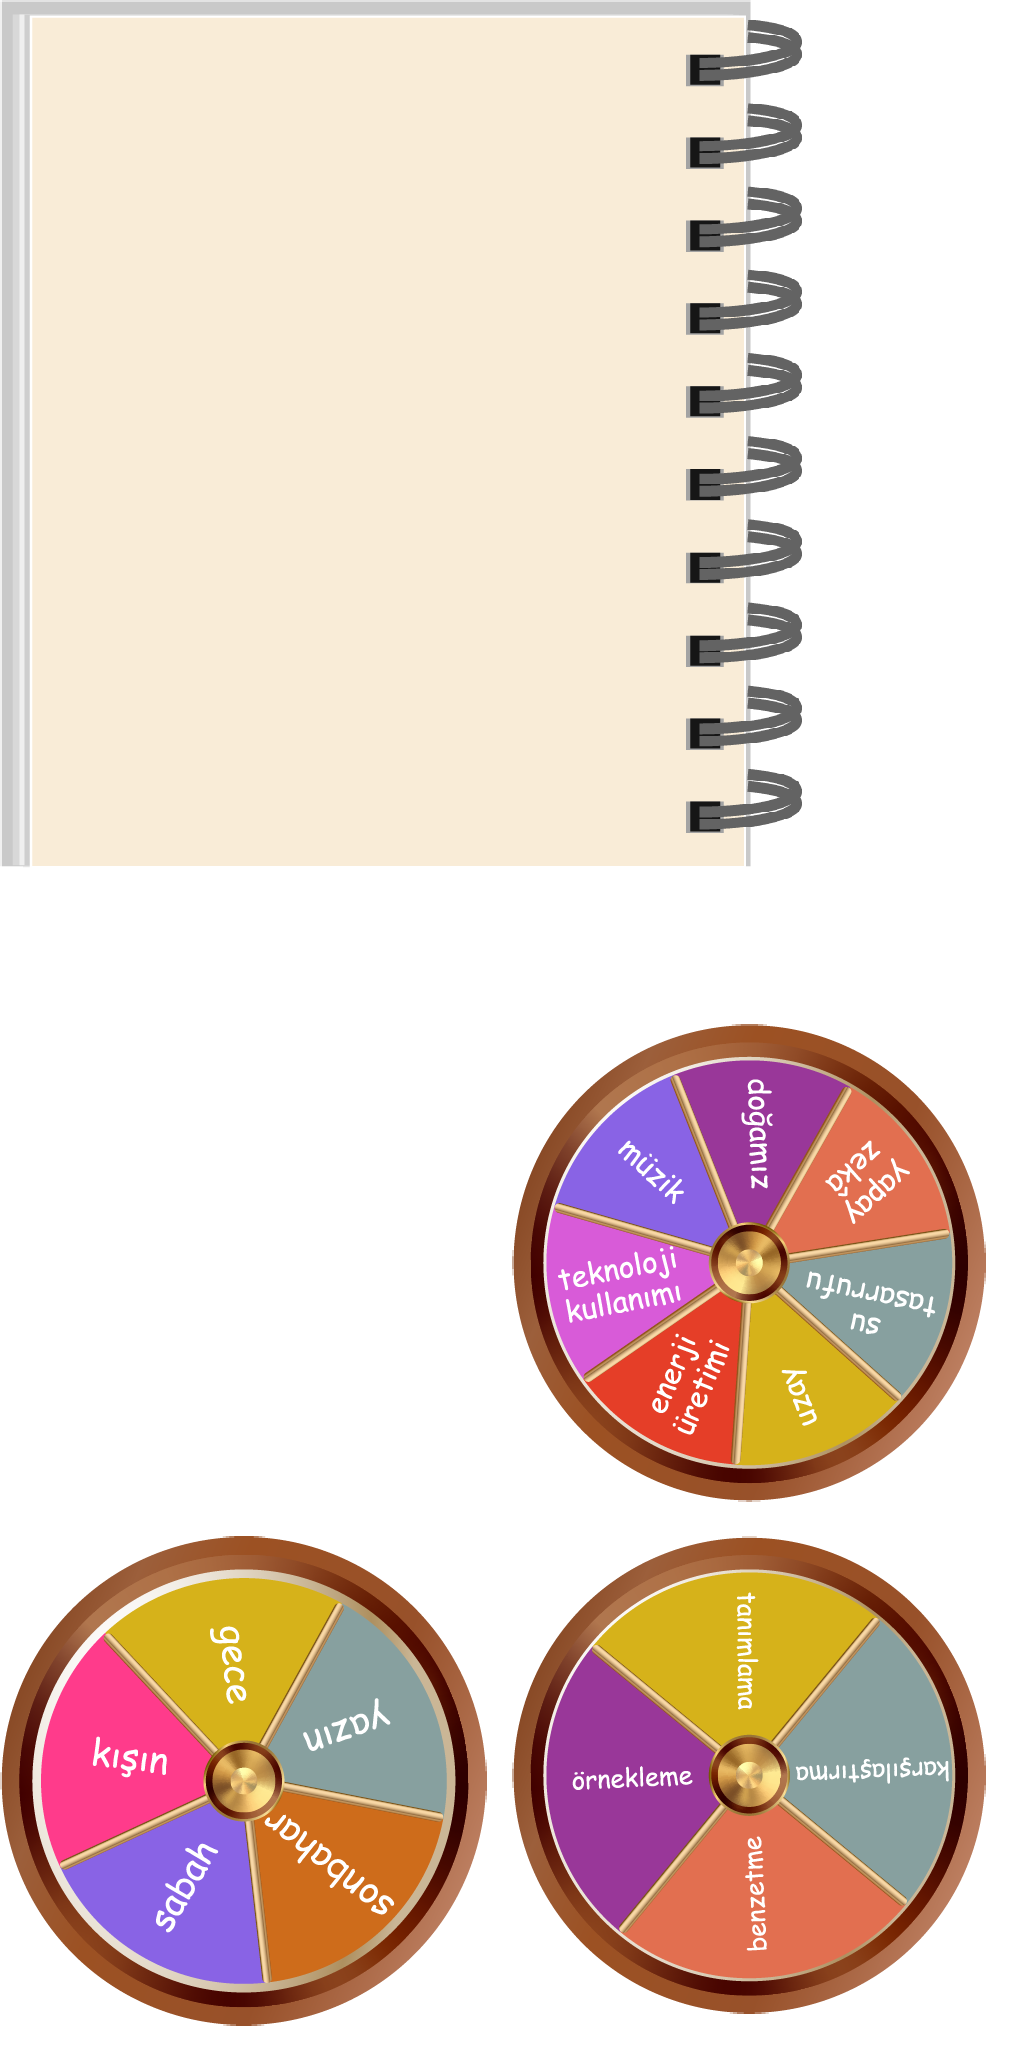 doğamız
yapay
zekâ
su
tasarrufu
uzay
enerji
üretimi
teknoloji
kullanımı
müzik
gece
yazın
sonbahar
sabah
kışın
tanımlama
karşılaştırma
benzetme
örnekleme